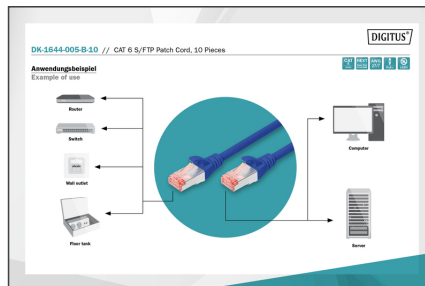 DIGITUS®
DK-1644-005-B-10 // CAT 6 S/FTP Patch Cord, 10 Pieces
Anwendungsbeispiel
Example of use
Router
Switch
Wall outlet
Floor tank
Computer
Server